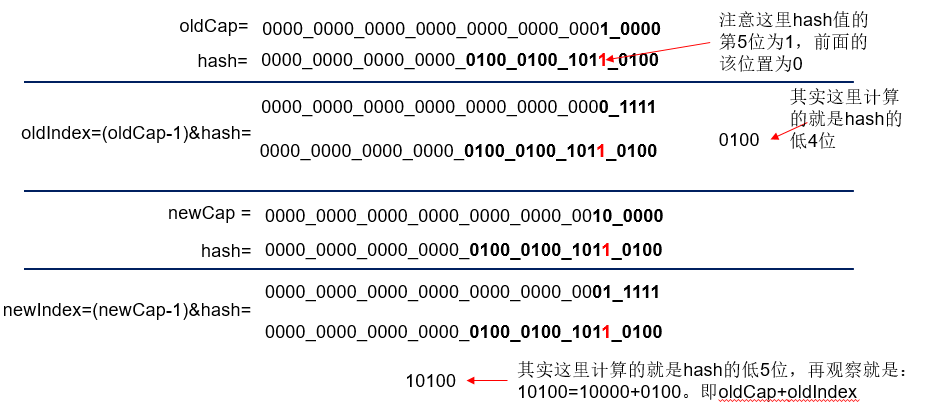 oldCap= 0000_0000_0000_0000_0000_0000_0001_0000
hash= 0000_0000_0000_0000_0100_0100_1011_0100
注意这里hash值的
第5位为1，前面的
该位置为0
0000_0000_0000_0000_0000_0000_0000_1111
oldIndex=(oldCap-1)&hash=
0000_0000_0000_0000_0100_0100_1011_0100
0100
其实这里计算
的就是hash的
低4位
newCap = 0000_0000_0000_0000_0000_0000_0010_0000
hash= 0000_0000_0000_0000_0100_0100_1011_0100
0000_0000_0000_0000_0000_0000_0001_1111
newIndex=(newCap-1)&hash=
0000_0000_0000_0000_0100_0100_1011_0100
10100
其实这里计算的就是hash的低5位，再观察就是：
10100=10000+0100。即oldCap+oldIndex